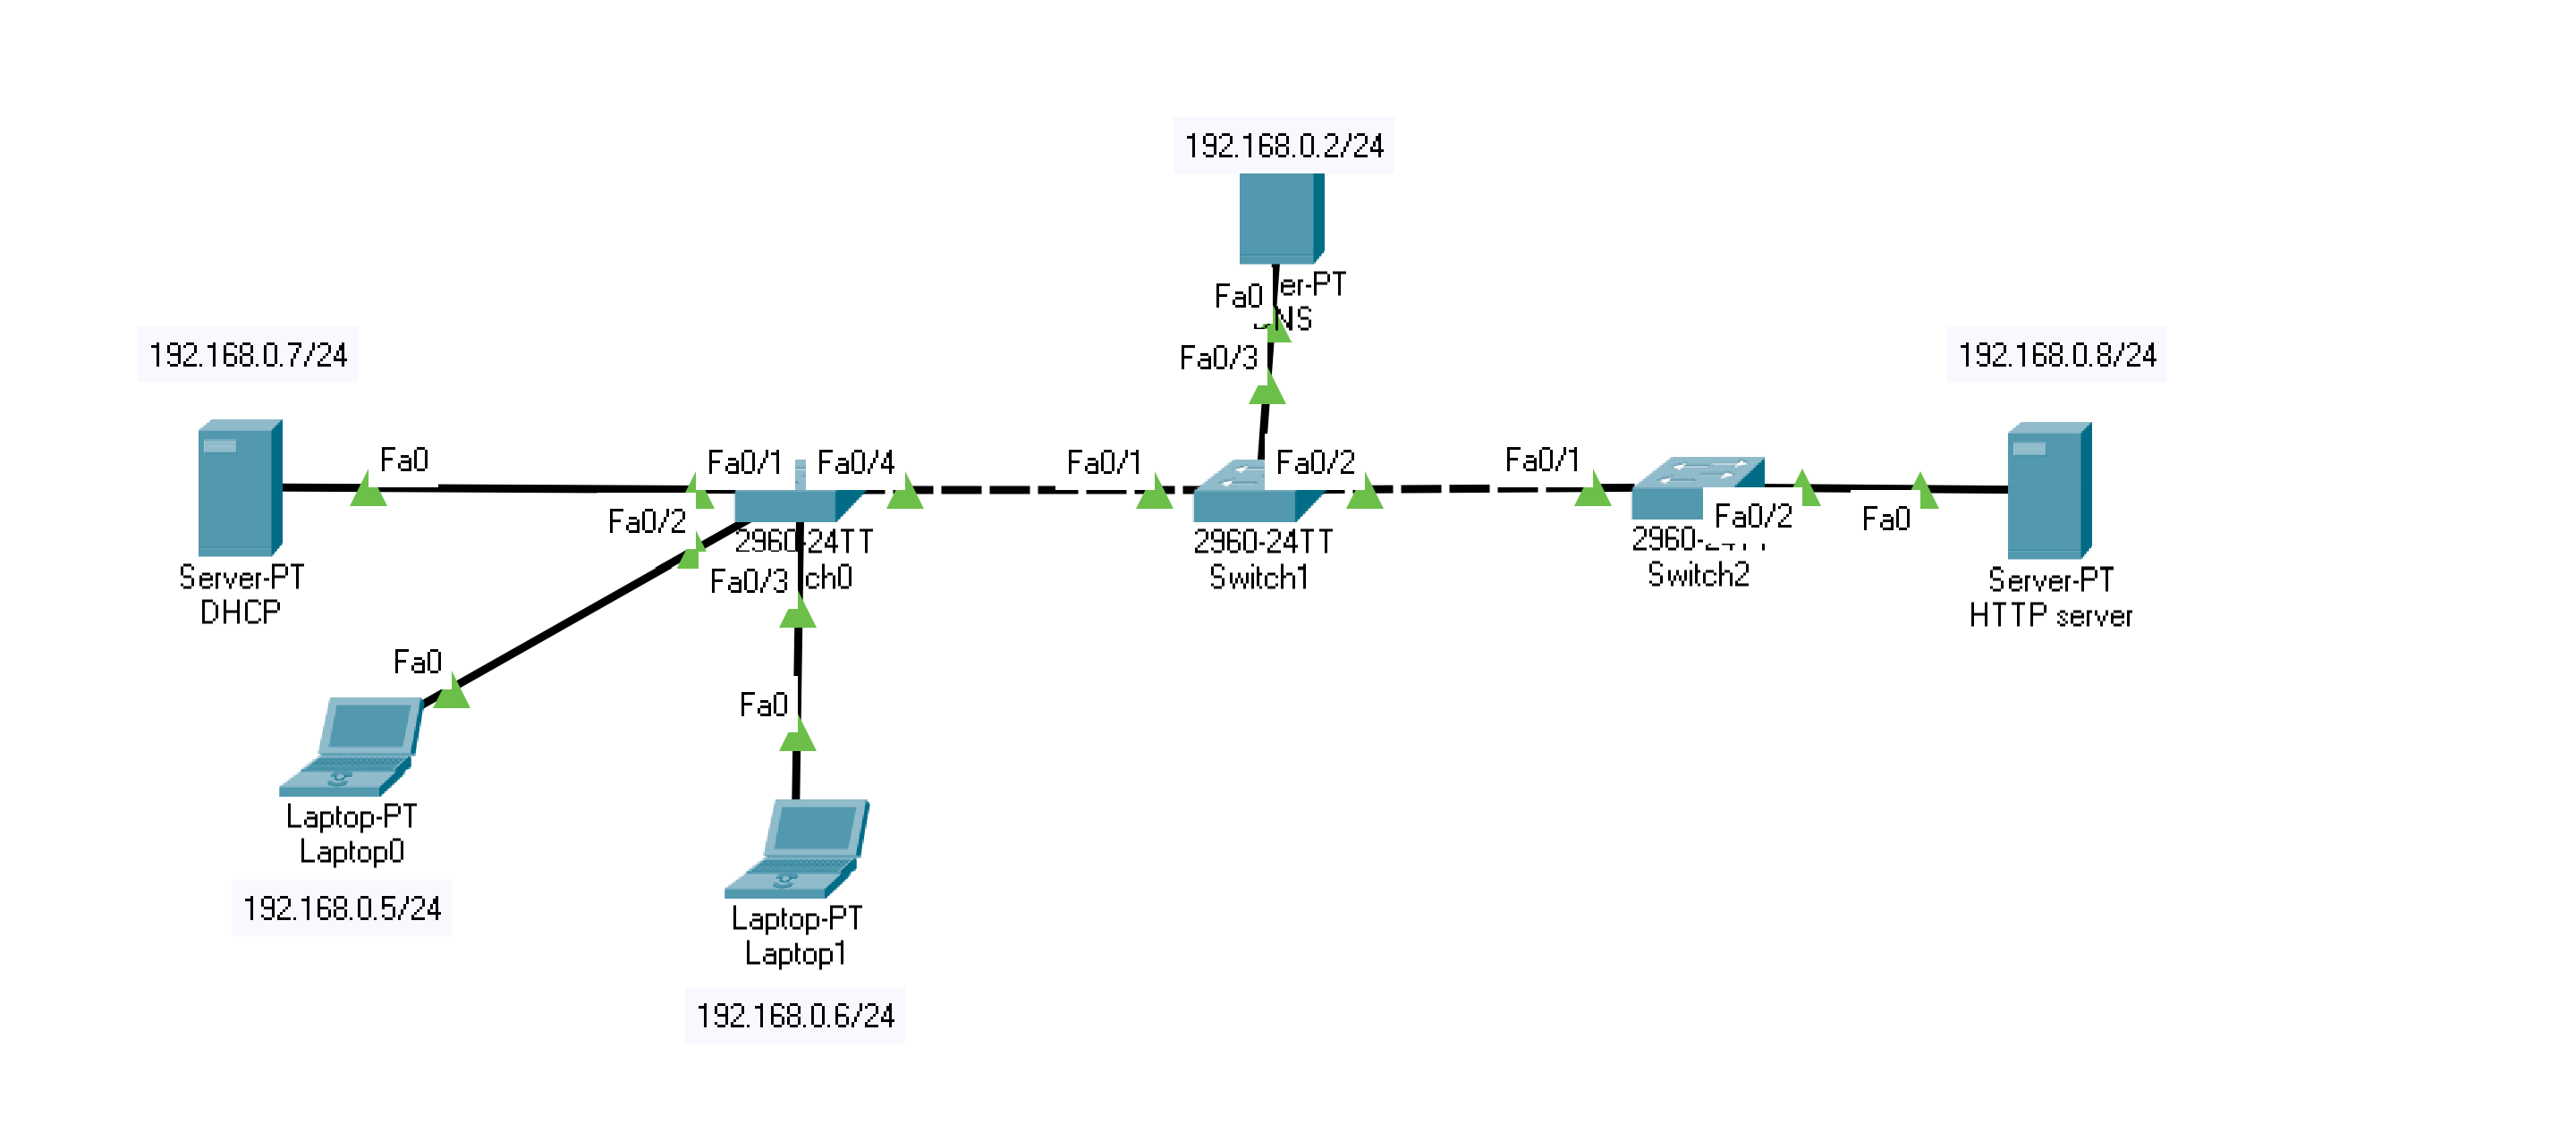 192.168.0.2/24
Fa0
er-PT
NS
Fa0/3
192.168.0.7/24
192.168.0.8/24
Fa0
Fa0/1
Fa0/4
Fa0/1
Fa0/2
Fa0/1
Fa0/2
Fa0
Fa0/2
2960-24TT
ch0
Fa0/3
2960-24TT
Switch1
2960-
Switch2
Server-PT
DHCP
Server-PT
HTTP server
Fa0
Fa0
Laptop-PT
Laptop0
192.168.0.5/24
Laptop-PT
Laptop1
192.168.0.6/24